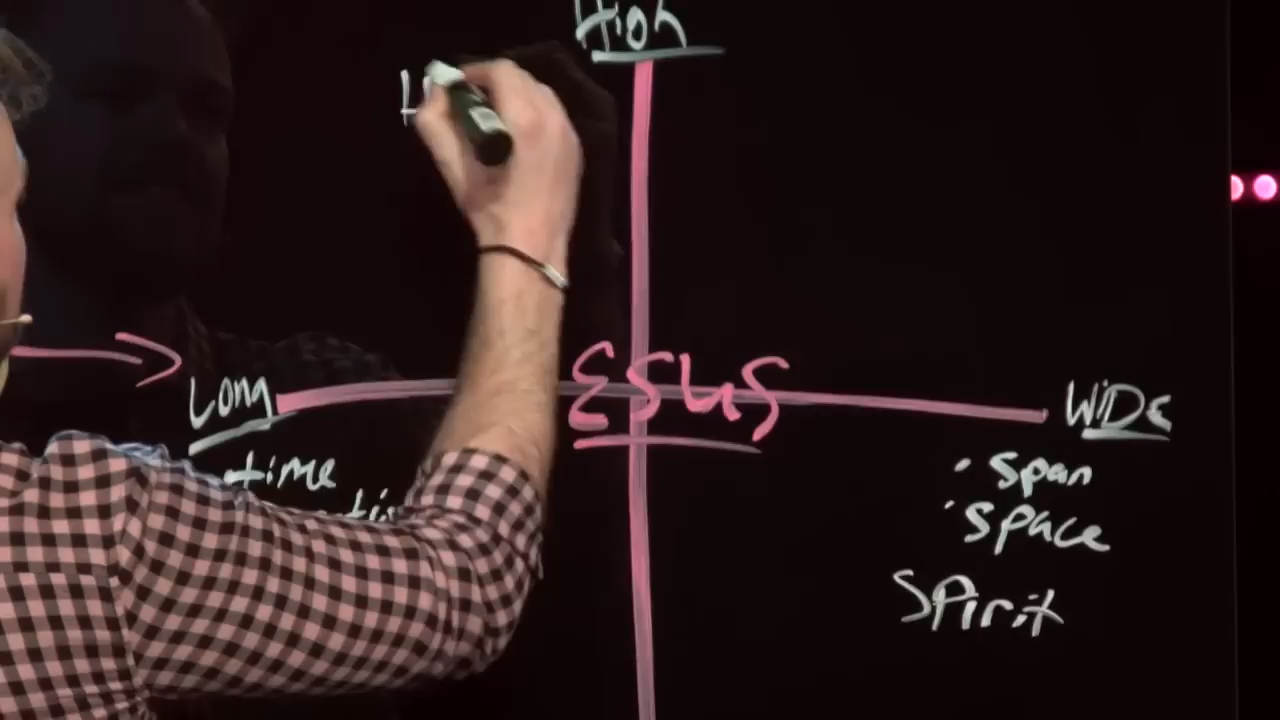 High
ESUS
Long
WiDE
time
• span
• space
Spirit